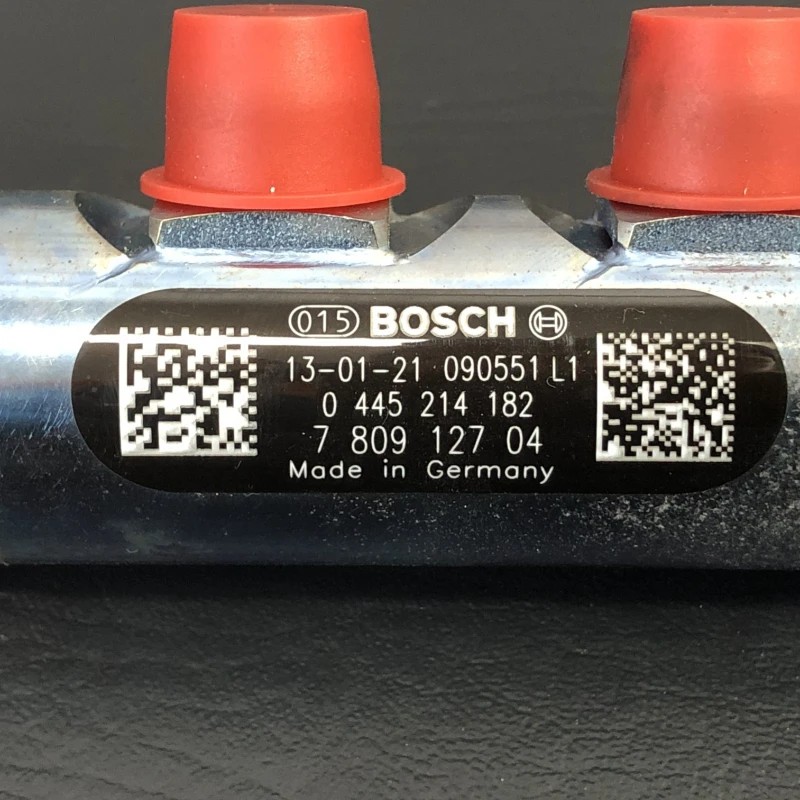 015 BOSCH
13-01-21 090551 L1
0 445 214 182
7 809 127 04
Made in Germany